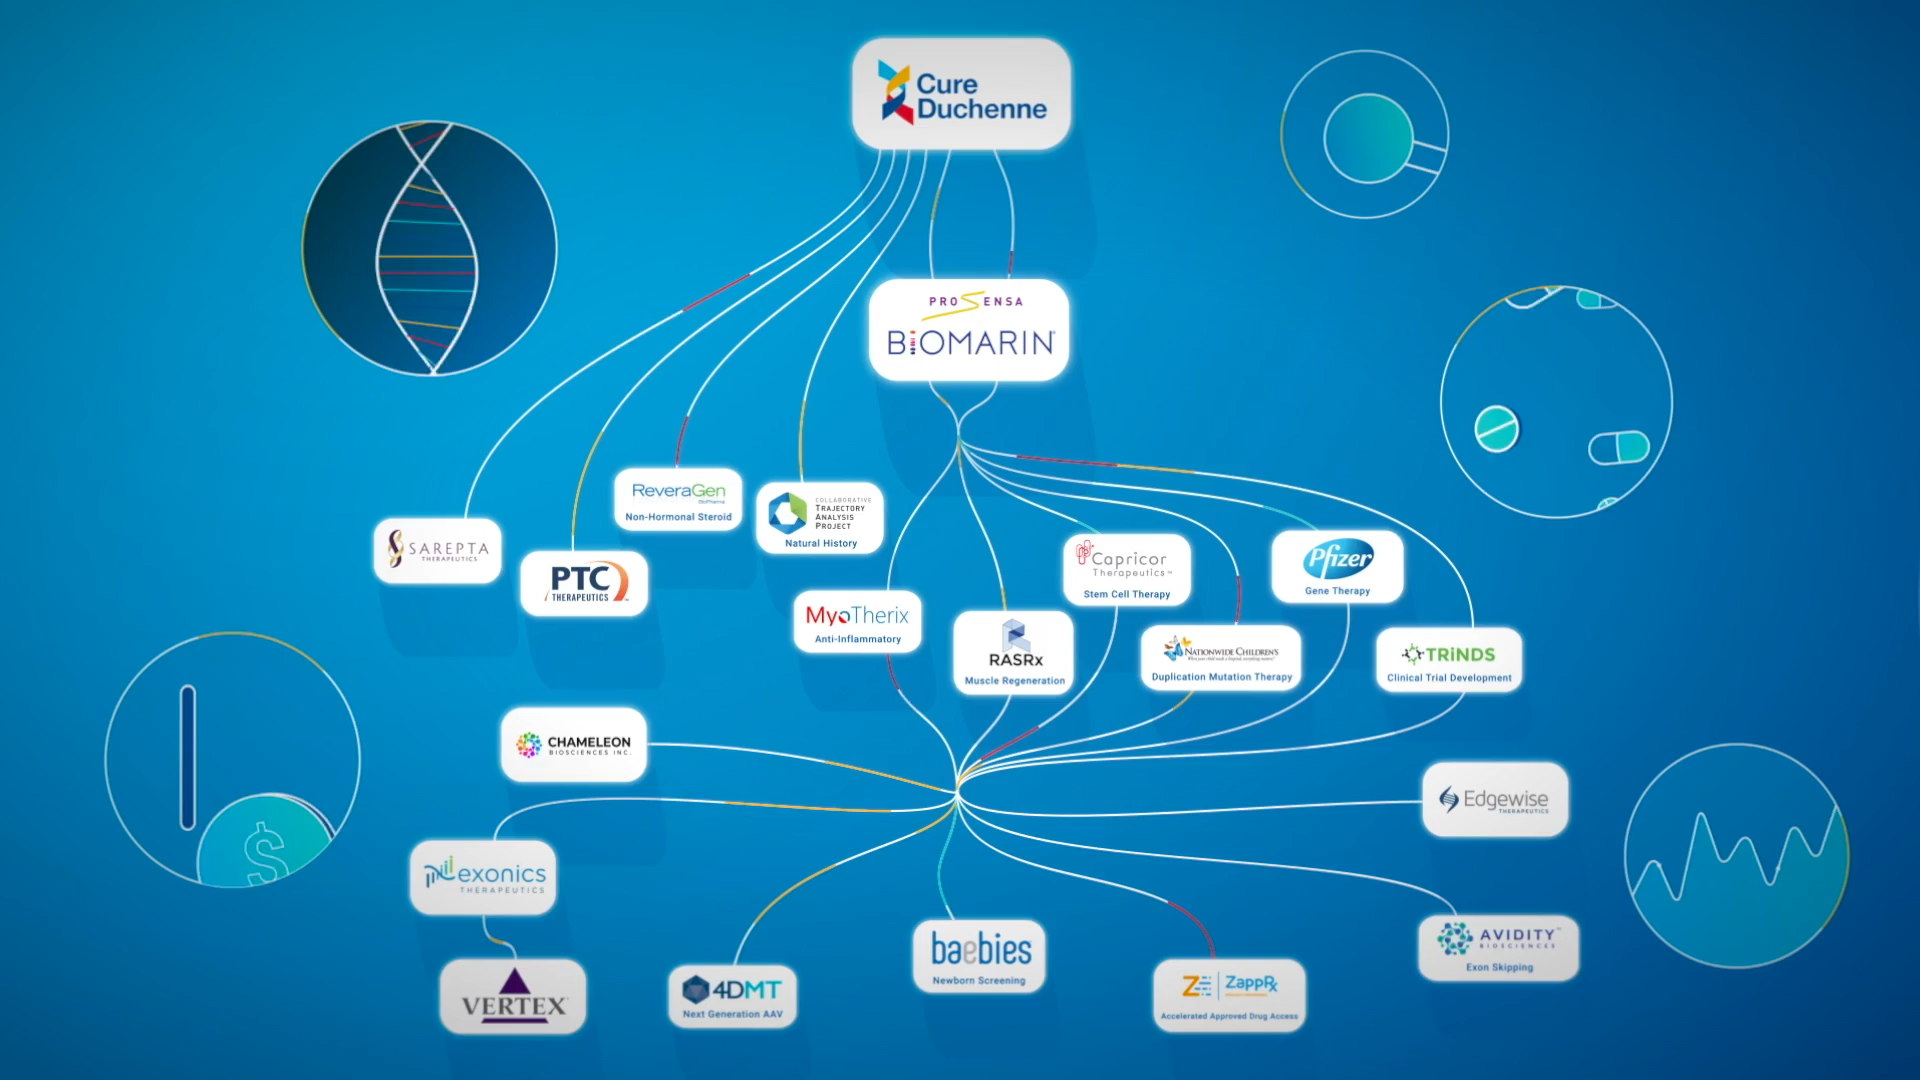 Cure
Duchenne
PROSENSA
BiOMARIN
ReveraGen
BioPharma
Non-Hormonal Steroid
COLLABORATIVE
TRAJECTORY
ANALYSIS
PROJECT
Natural History
SAREPTA
THERAPEUTICS
PTC
THERAPEUTICS
Capricor
Therapeutics™
Stem Cell Therapy
Pfizer
Gene Therapy
MyoTherix
Anti-Inflammatory
RASRx
Muscle Regeneration
NATIONWIDE CHILDREN'S
Duplication Mutation Therapy
TRiNDS
Clinical Trial Development
CHAMELEON
BIOSCIENCES INC.
Edgewise
THERAPEUTICS
exonics
THERAPEUTICS
$
AVIDITY™
BIOSCIENCES
Exon Skipping
baebies
Newborn Screening
VERTEX
4DMT
Next Generation AAV
ZappRx
Accelerated Approved Drug Access